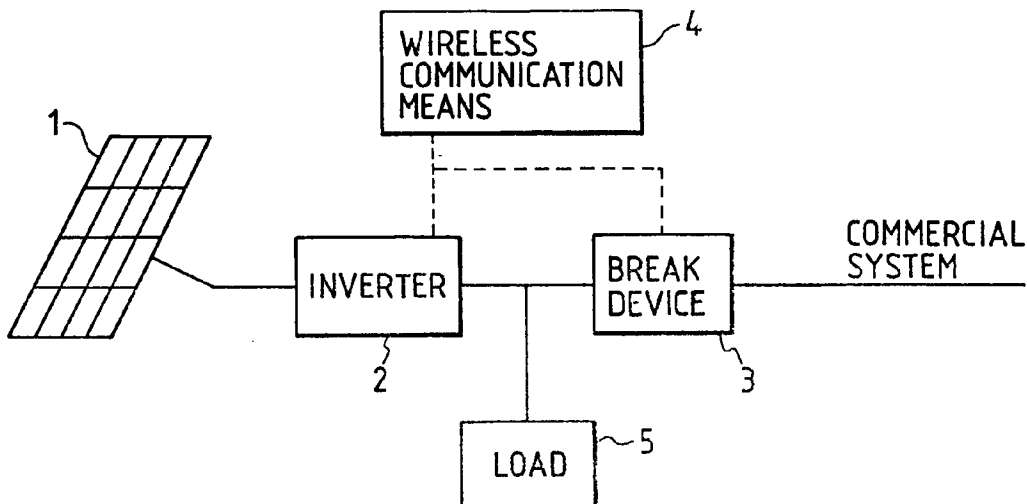 WIRELESS
COMMUNICATION
MEANS
4
1
INVERTER
2
BREAK
DEVICE
3
COMMERCIAL
SYSTEM
LOAD
5